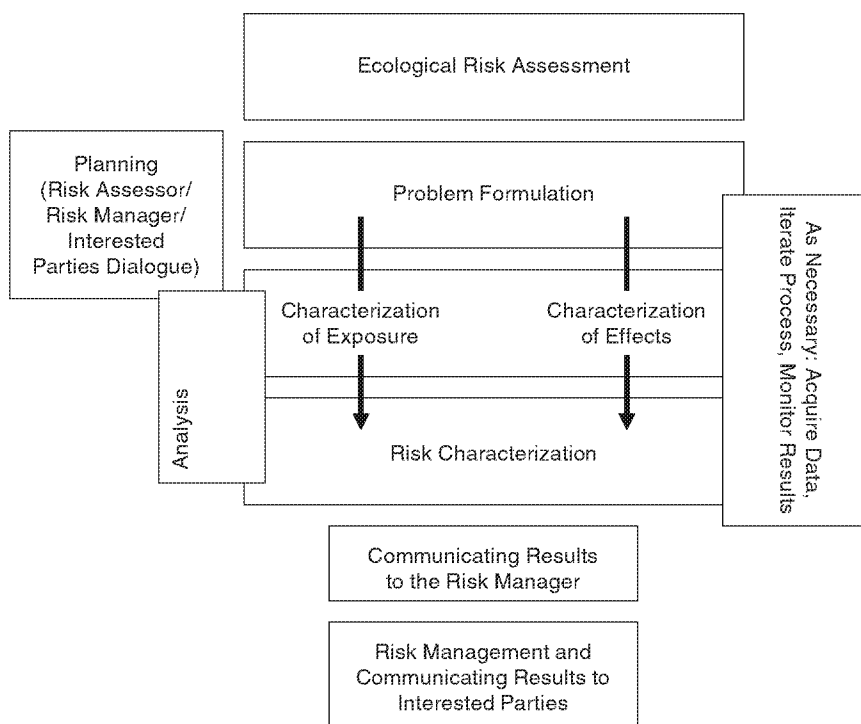 Ecological Risk Assessment
Planning
(Risk Assessor/
Risk Manager/
Interested
Parties Dialogue)
Problem Formulation
As Necessary: Acquire Data,
Iterate Process, Monitor Results
Analysis
Characterization
of Exposure
Characterization
of Effects
Risk Characterization
Communicating Results
to the Risk Manager
Risk Management and
Communicating Results to
Interested Parties